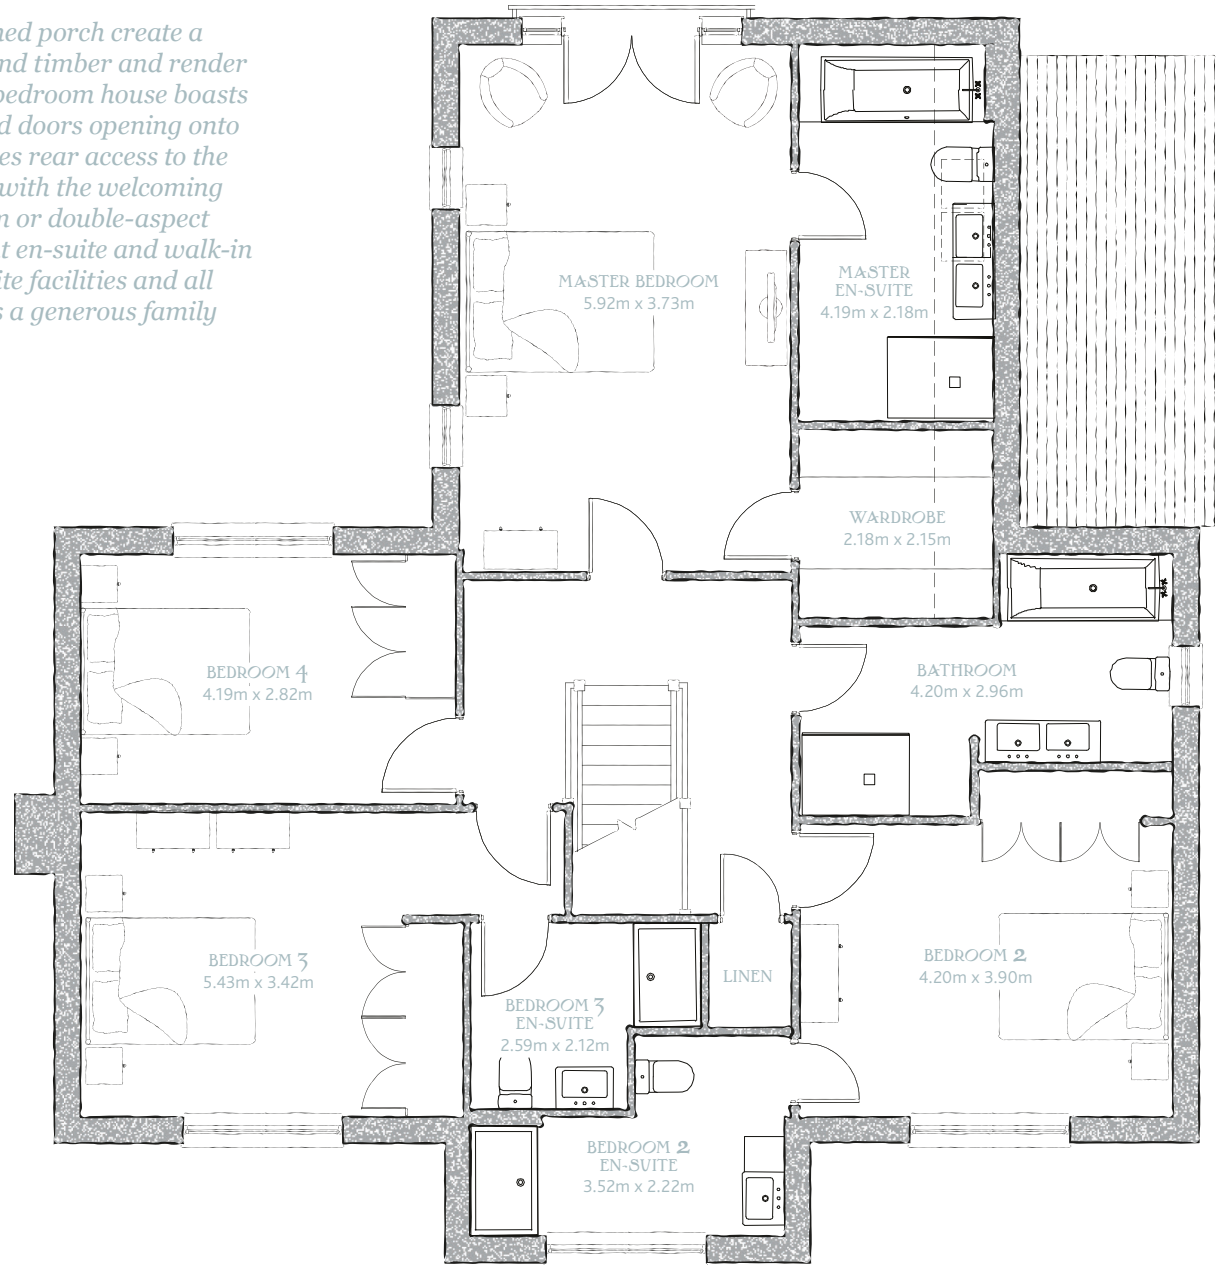 porch create a
timber and render
bedroom house boasts
doors opening onto
rear access to the
with the welcoming
or double-aspect
en-suite and walk-in
facilities and all
a generous family
MASTER BEDROOM
5.92m x 3.73m
MASTER
EN-SUITE
4.19m x 2.18m
WARDROBE
2.18m x 2.15m
BEDROOM 4
4.19m x 2.82m
BATHROOM
4.20m x 2.96m
BEDROOM 3
5.43m x 3.42m
BEDROOM 3
EN-SUITE
2.59m x 2.12m
LINEN
BEDROOM 2
4.20m x 3.90m
BEDROOM 2
EN-SUITE
3.52m x 2.22m